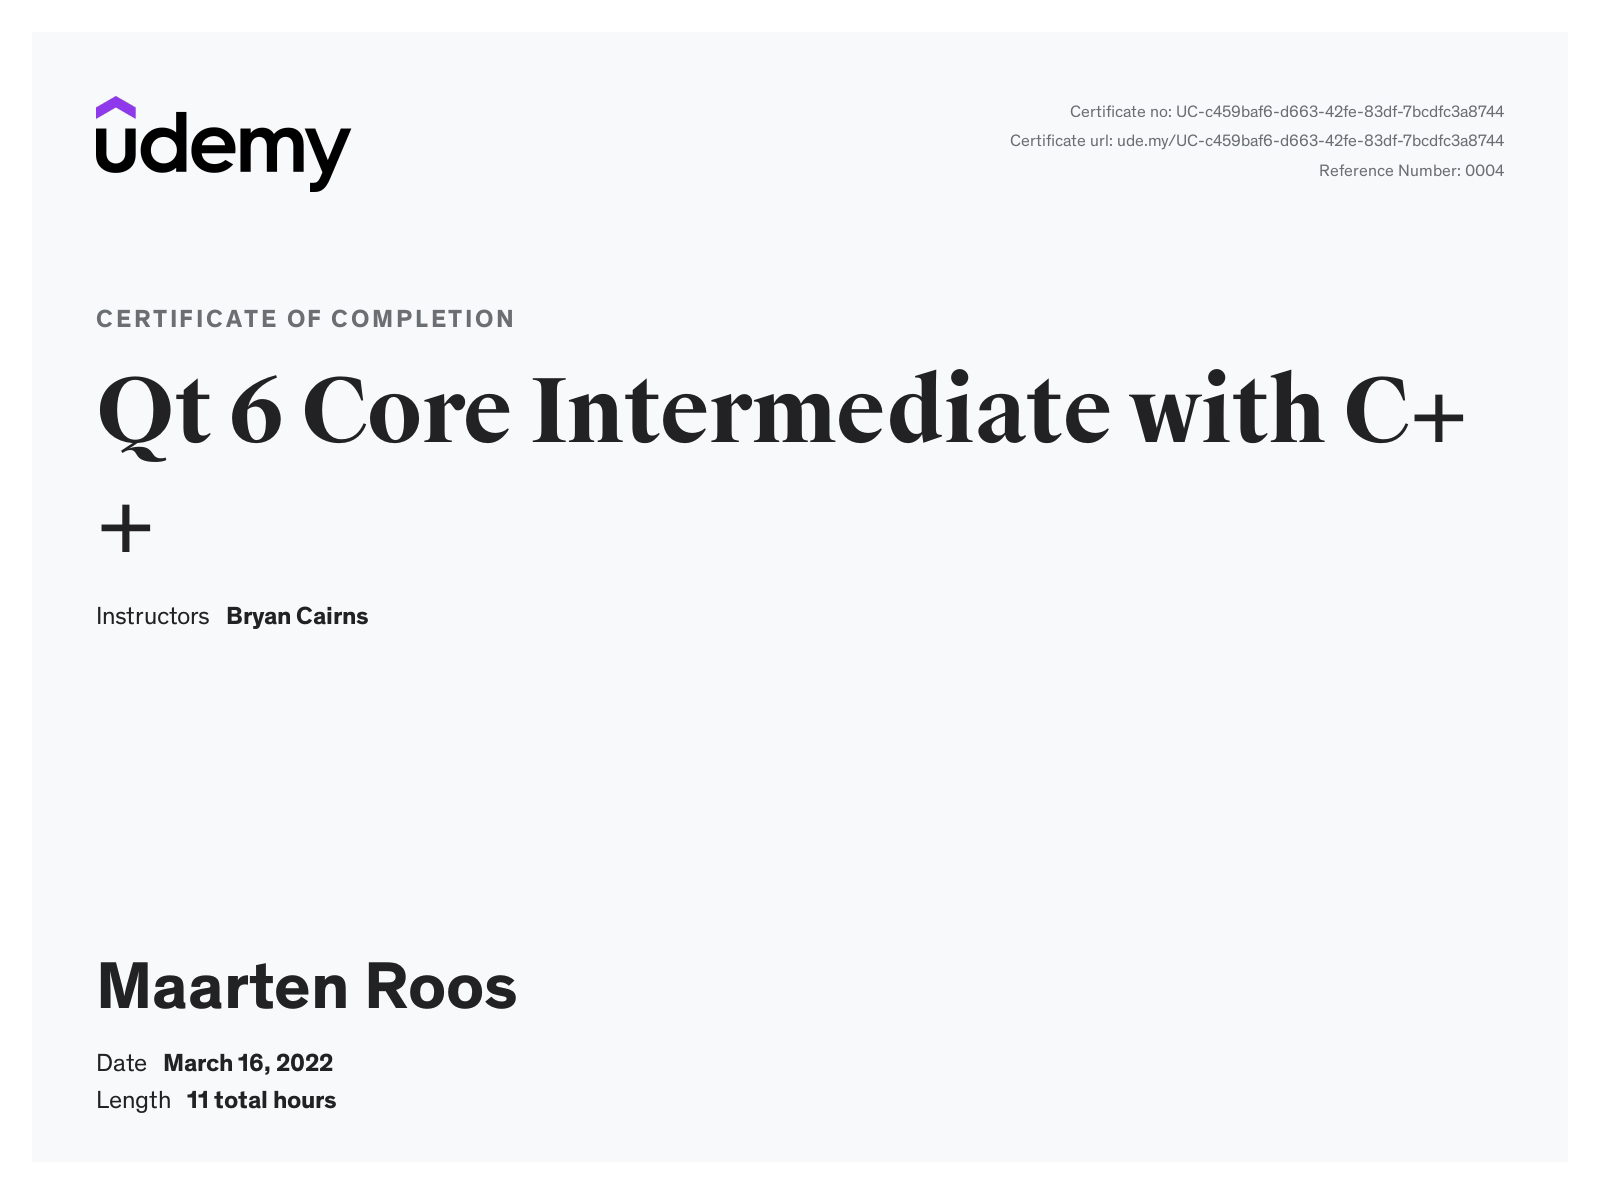 udemy
Certificate no: UC-c459baf6-d663-42fe-83df-7bcdfc3a8744
Certificate url: ude.my/UC-c459baf6-d663-42fe-83df-7bcdfc3a8744
Reference Number: 0004
CERTIFICATE OF COMPLETION
Qt 6 Core Intermediate with C+
+
Instructors Bryan Cairns
Maarten Roos
Date March 16, 2022
Length 11 total hours